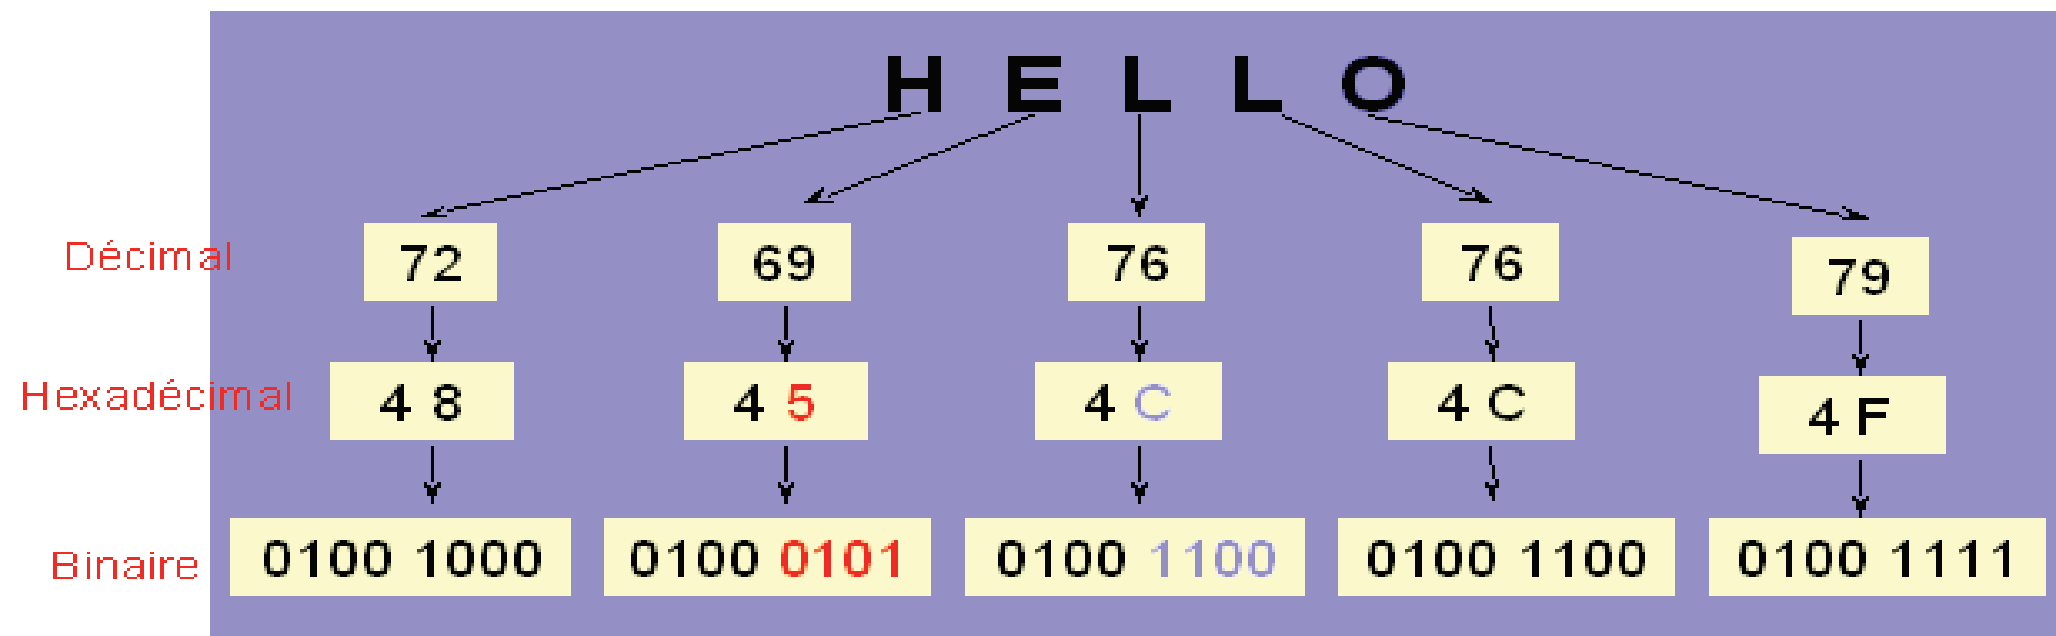 H E L L O
Décimal 72 69 76 76 79
Hexadécimal 4 8 4 5 4 C 4 C 4 F
Binaire 0100 1000 0100 0101 0100 1100 0100 1100 0100 1111